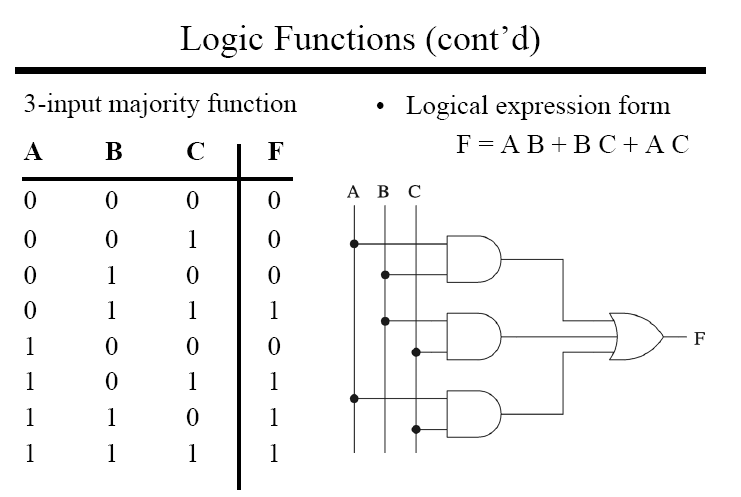 Logic Functions (cont’d)
3-input majority function
A B C F
0 0 0 0
0 0 1 0
0 1 0 0
0 1 1 1
1 0 0 0
1 0 1 1
1 1 0 1
1 1 1 1
• Logical expression form
F = A B + B C + A C
A B C
F